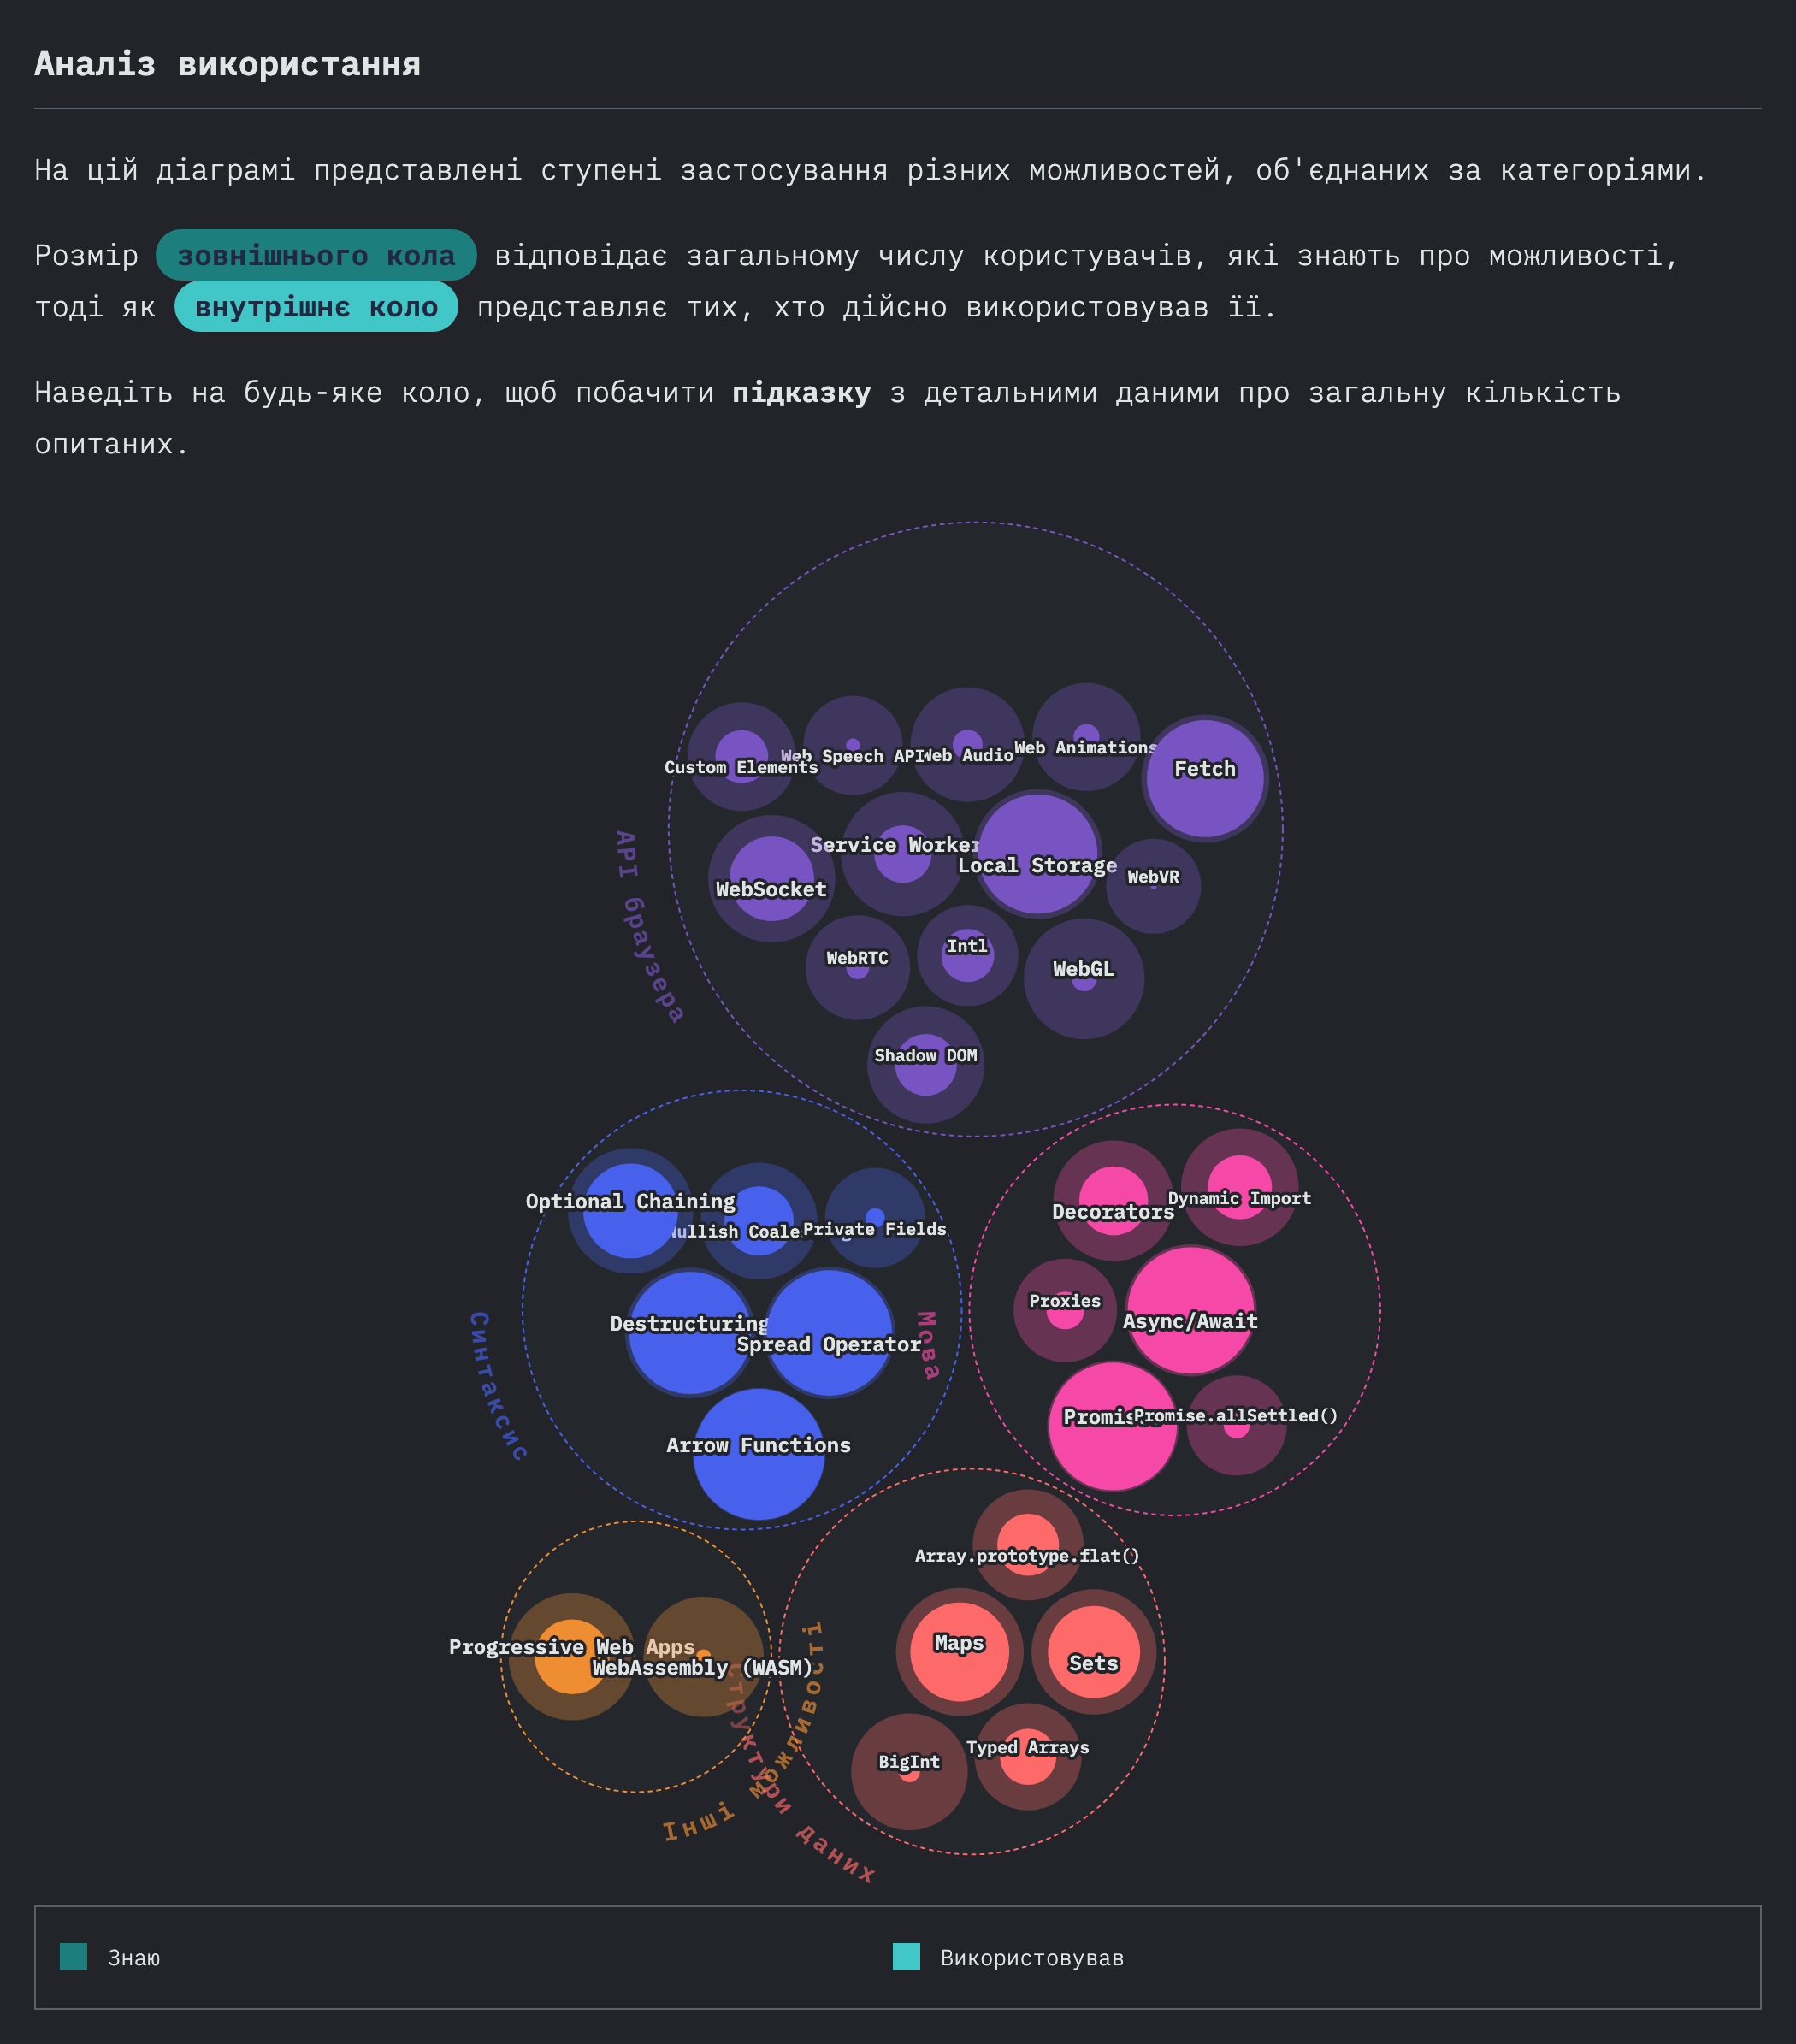 Аналіз використання
На цій діаграмі представлені ступені застосування різних можливостей, об'єднаних за категоріями.
Розмір зовнішнього кола відповідає загальному числу користувачів, які знають про можливості,
тоді як внутрішнє коло представляє тих, хто дійсно використовував її.
Наведіть на будь-яке коло, щоб побачити підказку з детальними даними про загальну кількість
опитаних.
Custom Elements
Web Speech API
Web Audio
Web Animations
Fetch
WebSocket
Service Worker
Local Storage
WebVR
WebRTC
Intl
WebGL
Shadow DOM
АПІ браузера
Optional Chaining
Nullish Coale
Private Fields
Destructuring
Spread Operator
Arrow Functions
Синтаксис
Decorators
Dynamic Import
Proxies
Async/Await
Promis
Promise.allSettled()
Мова
Array.prototype.flat()
Maps
Sets
BigInt
Typed Arrays
Структури даних
Progressive Web Apps
WebAssembly (WASM)
Інші можливості
Знаю
Використовував